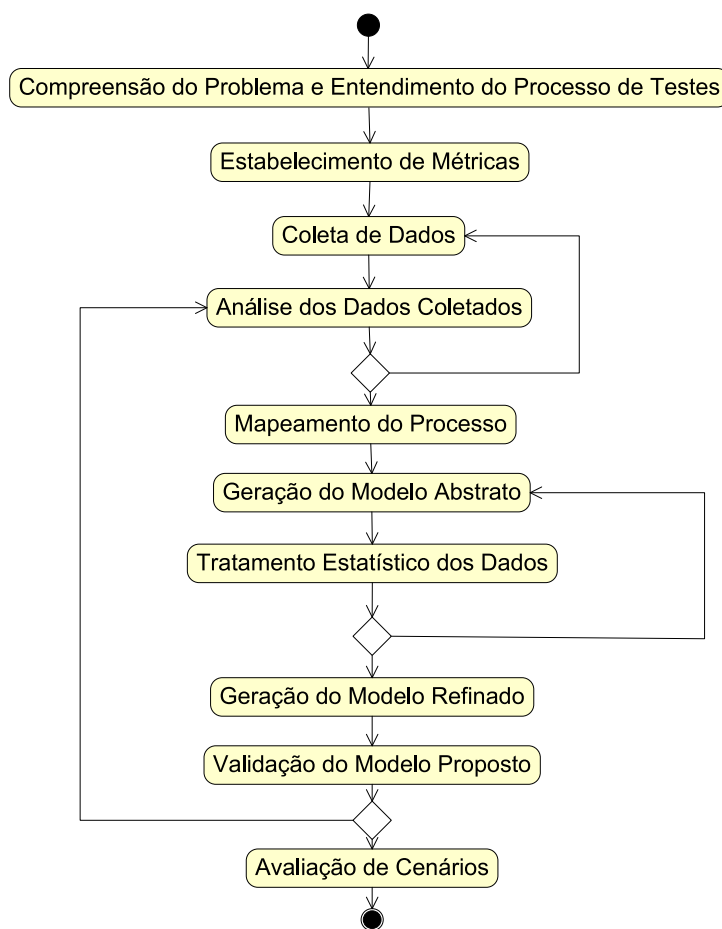 Compreensão do Problema e Entendimento do Processo de Testes
Estabelecimento de Métricas
Coleta de Dados
Análise dos Dados Coletados
Mapeamento do Processo
Geração do Modelo Abstrato
Tratamento Estatístico dos Dados
Geração do Modelo Refinado
Validação do Modelo Proposto
Avaliação de Cenários